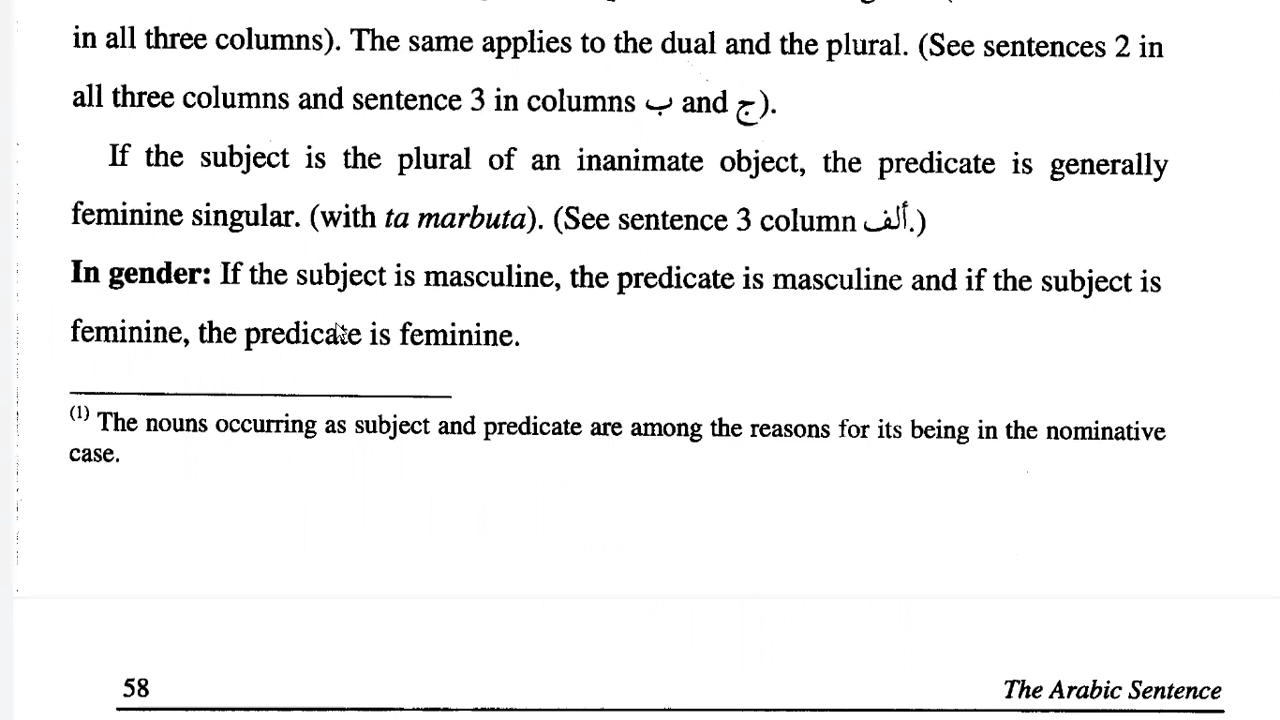 in all three columns). The same applies to the dual and the plural. (See sentences 2 in
all three columns and sentence 3 in columns ب and ج).
If the subject is the plural of an inanimate object, the predicate is generally
feminine singular. (with ta marbuta). (See sentence 3 column ألف.)
In gender: If the subject is masculine, the predicate is masculine and if the subject is
feminine, the predicate is feminine.
(1) The nouns occurring as subject and predicate are among the reasons for its being in the nominative
case.
58 The Arabic Sentence